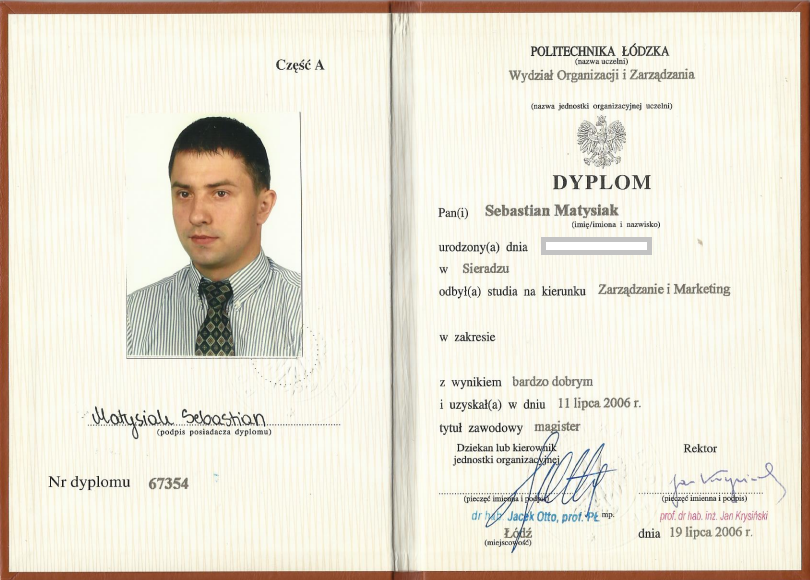 Część A
Matysiak Sebastian
(podpis posiadacza dyplomu)
Nr dyplomu 67354
POLITECHNIKA ŁÓDZKA
(nazwa uczelni)
Wydział Organizacji i Zarządzania
(nazwa jednostki organizacyjnej uczelni)
DYPLOM
Pan(i) Sebastian Matysiak
(imię/imiona i nazwisko)
urodzony(a) dnia
w Sieradzu
odbył(a) studia na kierunku Zarządzanie i Marketing
w zakresie
z wynikiem bardzo dobrym
i uzyskał(a) w dniu 11 lipca 2006 r.
tytuł zawodowy magister
Dziekan lub kierownik
jednostki organizacyjnej
Rektor
(pieczęć imienna i podpis)
(pieczęć imienna i podpis)
dr hab. Jacek Otto, prof. PŁ
prof. dr hab. inż. Jan Krysiński
Łódź
(miejscowość)
dnia 19 lipca 2006 r.